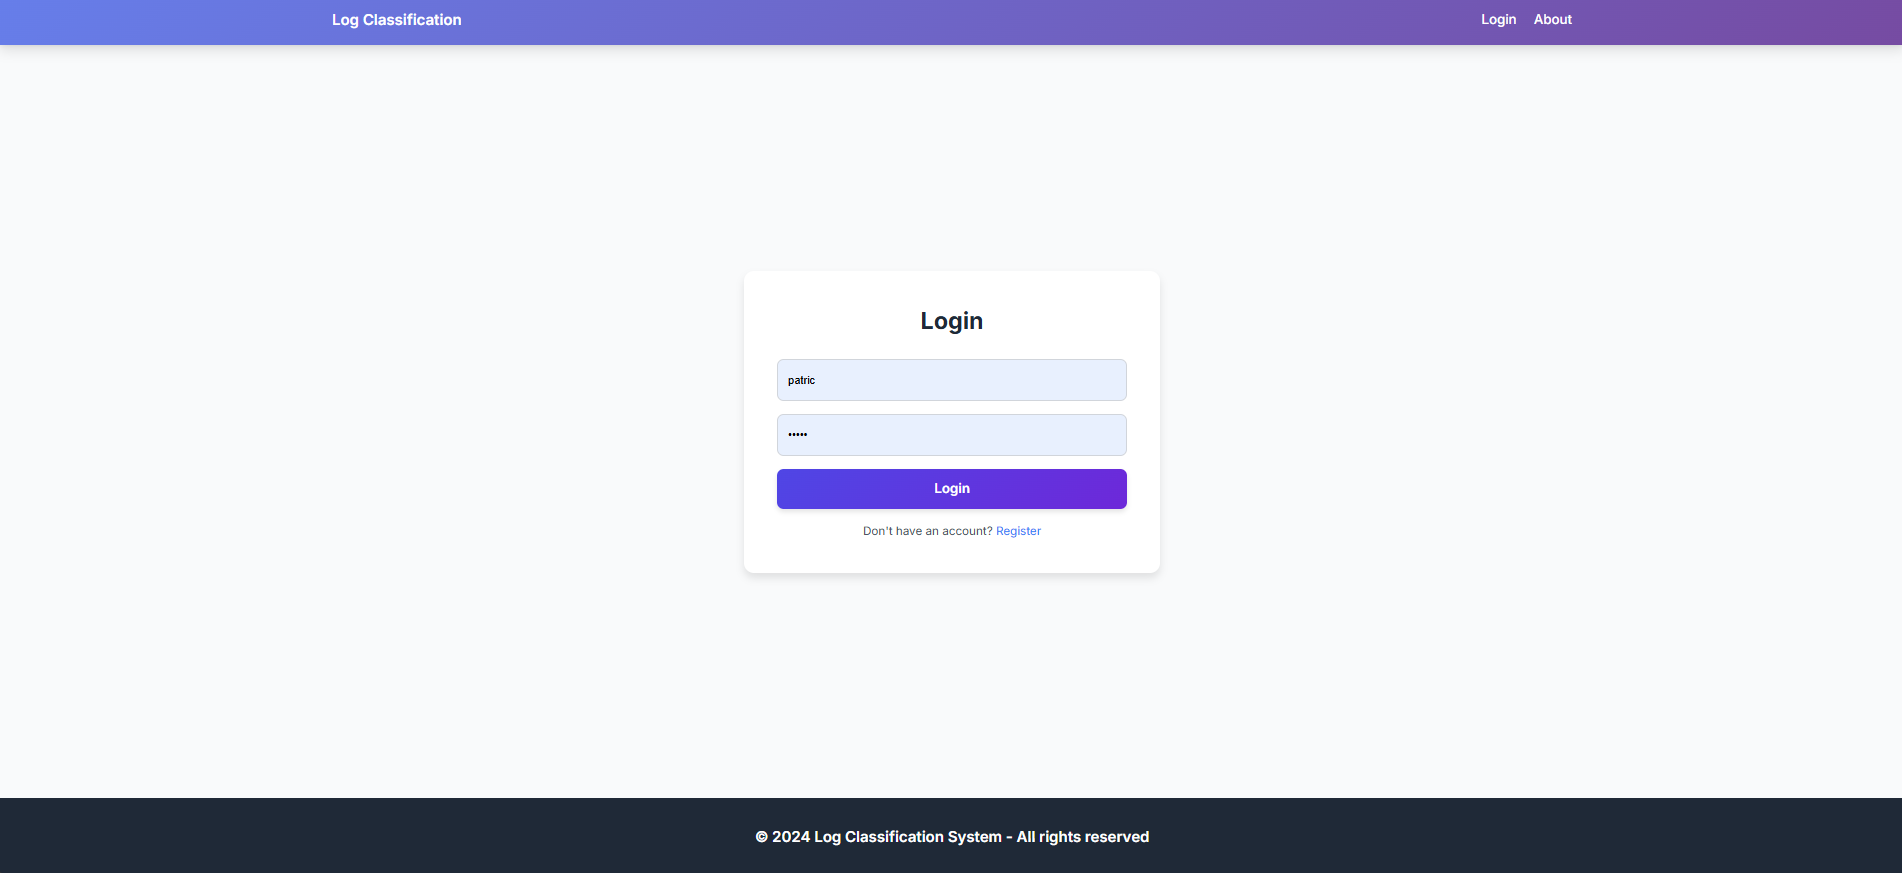 Log Classification
Login About
Login
patric
•••••
Login
Don't have an account? Register
© 2024 Log Classification System - All rights reserved